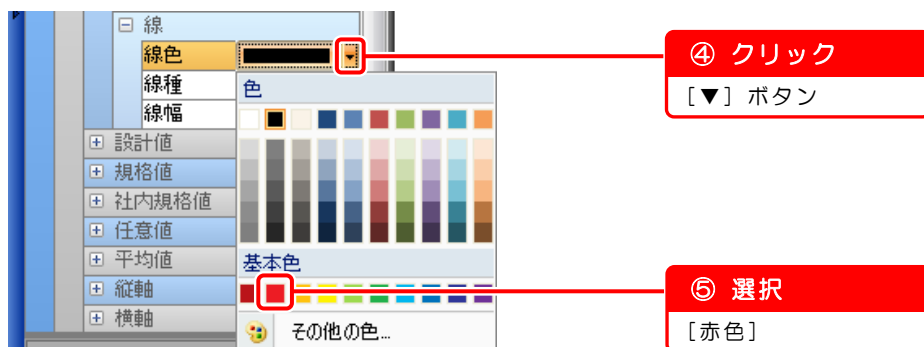 線
線色
線種
線幅
設計値
規格値
社内規格値
任意値
平均値
縦軸
横軸
色
基本色
その他の色...
④ クリック
[▼] ボタン
⑤ 選択
[赤色]